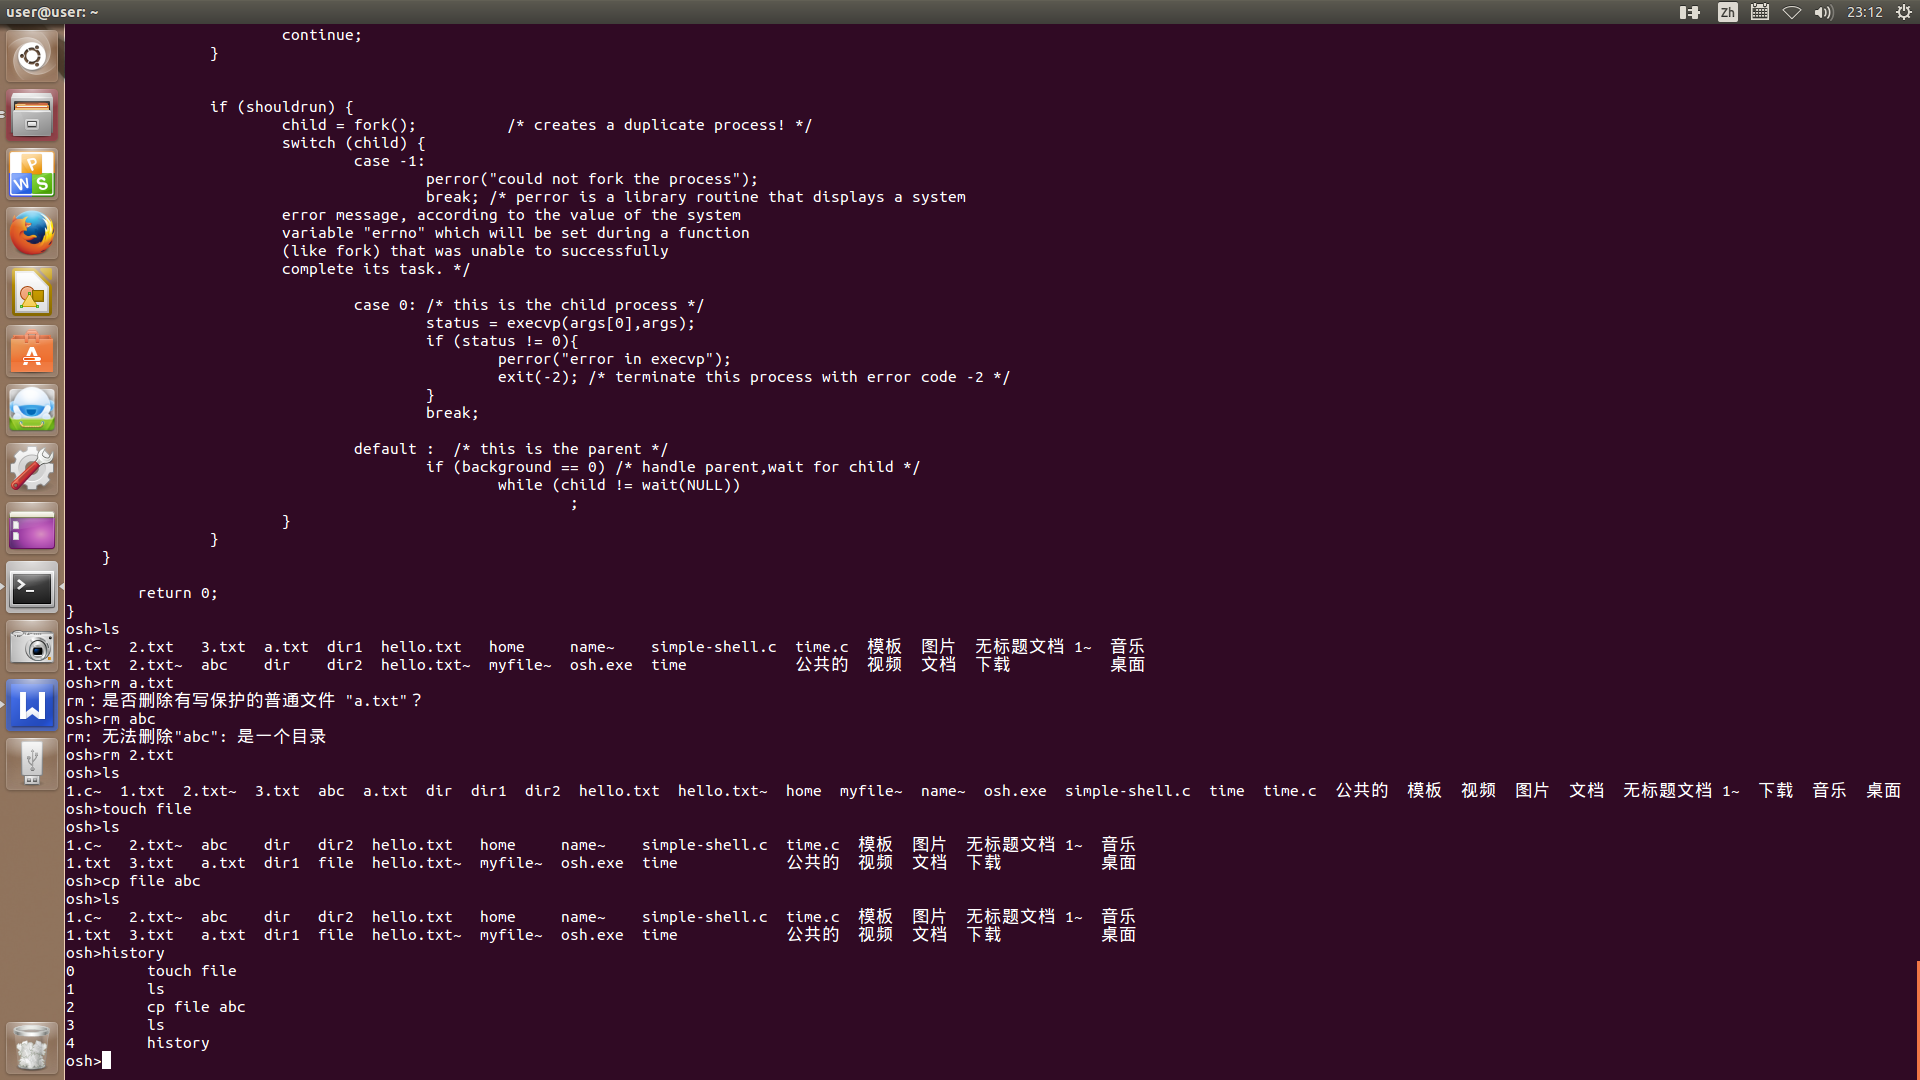 user@user: ~
Zh
23:12
continue;
}
if (shouldrun) {
child = fork();          /* creates a duplicate process! */
switch (child) {
case -1:
perror("could not fork the process");
break; /* perror is a library routine that displays a system
error message, according to the value of the system
variable "errno" which will be set during a function
(like fork) that was unable to successfully
complete its task. */
case 0: /* this is the child process */
status = execvp(args[0],args);
if (status != 0){
perror("error in execvp");
exit(-2); /* terminate this process with error code -2 */
}
break;
default :  /* this is the parent */
if (background == 0) /* handle parent,wait for child */
while (child != wait(NULL))
;
}
}
}
return 0;
}
osh>ls
1.c~   2.txt   3.txt  a.txt  dir1  hello.txt   home     name~    simple-shell.c  time.c  模板  图片  无标题文档 1~  音乐
1.txt  2.txt~  abc    dir    dir2  hello.txt~  myfile~  osh.exe  time            公共的  视频  文档  下载           桌面
osh>rm a.txt
rm：是否删除有写保护的普通文件 "a.txt"？
osh>rm abc
rm: 无法删除"abc": 是一个目录
osh>rm 2.txt
osh>ls
1.c~  1.txt  2.txt~  3.txt  abc  a.txt  dir  dir1  dir2  hello.txt  hello.txt~  home  myfile~  name~  osh.exe  simple-shell.c  time  time.c  公共的  模板  视频  图片  文档  无标题文档 1~  下载  音乐  桌面
osh>touch file
osh>ls
1.c~   2.txt~  abc    dir   dir2  hello.txt   home     name~    simple-shell.c  time.c  模板  图片  无标题文档 1~  音乐
1.txt  3.txt   a.txt  dir1  file  hello.txt~  myfile~  osh.exe  time            公共的  视频  文档  下载           桌面
osh>cp file abc
osh>ls
1.c~   2.txt~  abc    dir   dir2  hello.txt   home     name~    simple-shell.c  time.c  模板  图片  无标题文档 1~  音乐
1.txt  3.txt   a.txt  dir1  file  hello.txt~  myfile~  osh.exe  time            公共的  视频  文档  下载           桌面
osh>history
0        touch file
1        ls
2        cp file abc
3        ls
4        history
osh>